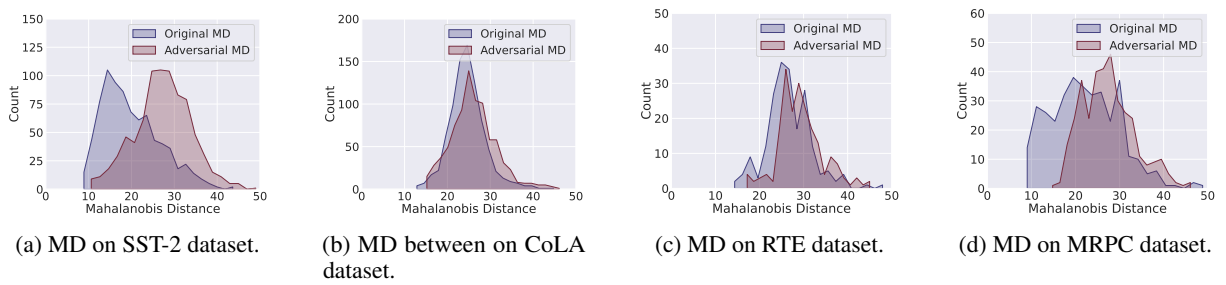 150
125
100
75
50
25
0
Count
0 10 20 30 40 50
Mahalanobis Distance
Original MD
Adversarial MD
(a) MD on SST-2 dataset.
200
150
100
50
0
Count
0 10 20 30 40 50
Mahalanobis Distance
Original MD
Adversarial MD
(b) MD between on CoLA
dataset.
50
40
30
20
10
0
Count
0 10 20 30 40 50
Mahalanobis Distance
Original MD
Adversarial MD
(c) MD on RTE dataset.
60
50
40
30
20
10
0
Count
0 10 20 30 40 50
Mahalanobis Distance
Original MD
Adversarial MD
(d) MD on MRPC dataset.